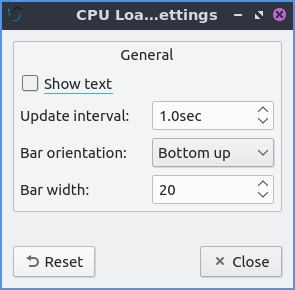 CPU Loa...ettings
General
Show text
Update interval: 1.0sec
Bar orientation: Bottom up
Bar width: 20
Reset Close